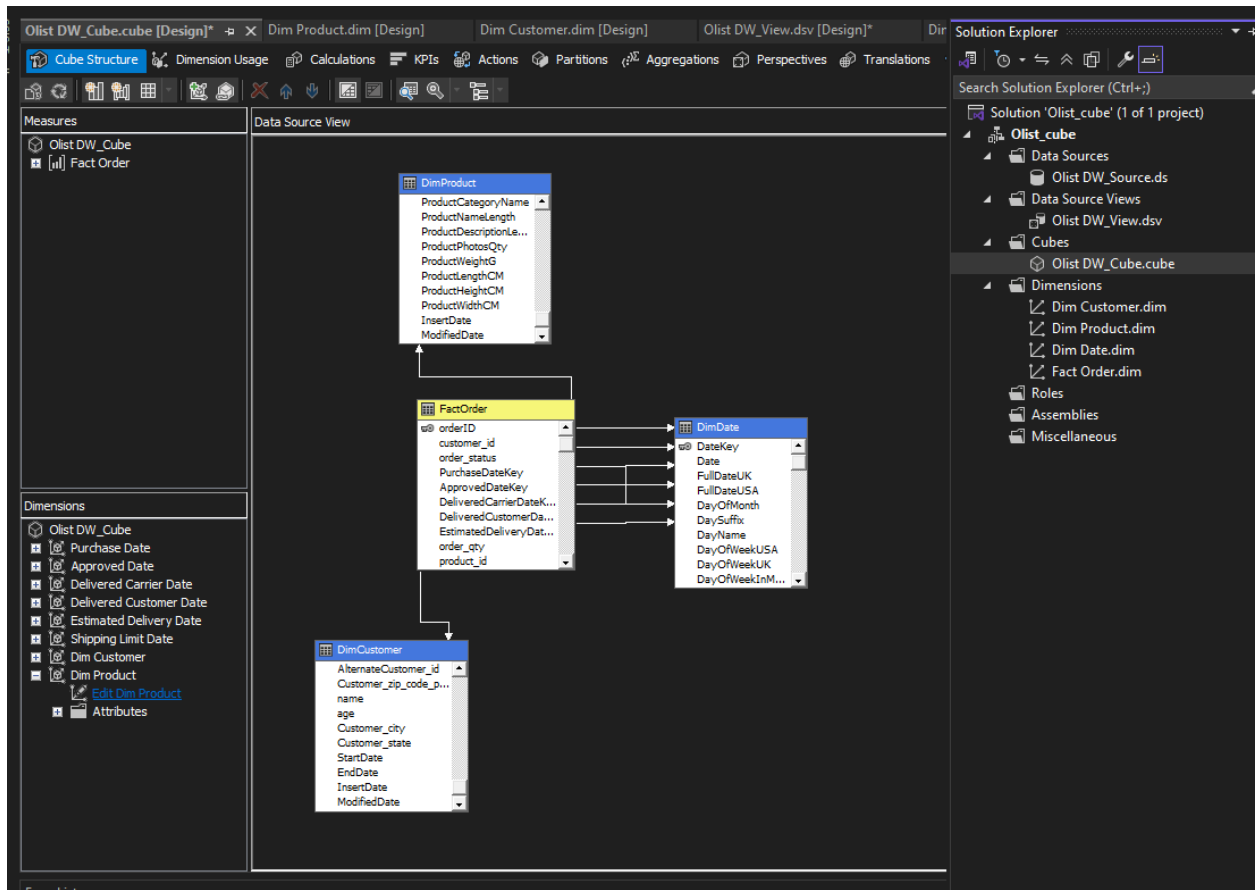 Olist DW_Cube.cube [Design]*
Dim Product.dim [Design]
Dim Customer.dim [Design]
Olist DW_View.dsv [Design]*
Dir
Cube Structure
Dimension Usage
Calculations
KPIs
Actions
Partitions
Aggregations
Perspectives
Translations
Measures
Olist DW_Cube
Fact Order
Dimensions
Olist DW_Cube
Purchase Date
Approved Date
Delivered Carrier Date
Delivered Customer Date
Estimated Delivery Date
Shipping Limit Date
Dim Customer
Dim Product
Edit Dim Product
Attributes
Data Source View
DimProduct
ProductCategoryName
ProductNameLength
ProductDescriptionLe...
ProductPhotosQty
ProductWeightG
ProductLengthCM
ProductHeightCM
ProductWidthCM
InsertDate
ModifiedDate
FactOrder
orderID
customer_id
order_status
PurchaseDateKey
ApprovedDateKey
DeliveredCarrierDateK...
DeliveredCustomerDa...
EstimatedDeliveryDat...
order_qty
product_id
DimDate
DateKey
Date
FullDateUK
FullDateUSA
DayOfMonth
DaySuffix
DayName
DayOfWeekUSA
DayOfWeekUK
DayOfWeekInM...
DimCustomer
AlternateCustomer_id
Customer_zip_code_p...
name
age
Customer_city
Customer_state
StartDate
EndDate
InsertDate
ModifiedDate
Solution Explorer
Search Solution Explorer (Ctrl+;)
Solution 'Olist_cube' (1 of 1 project)
Olist_cube
Data Sources
Olist DW_Source.ds
Data Source Views
Olist DW_View.dsv
Cubes
Olist DW_Cube.cube
Dimensions
Dim Customer.dim
Dim Product.dim
Dim Date.dim
Fact Order.dim
Roles
Assemblies
Miscellaneous